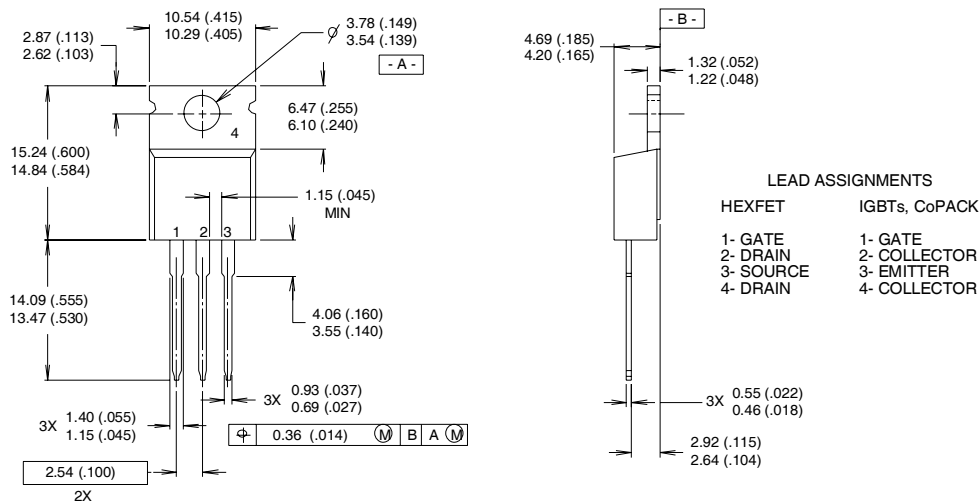 10.54 (.415)
10.29 (.405)
2.87 (.113)
2.62 (.103)
ø
3.78 (.149)
3.54 (.139)
- A -
6.47 (.255)
6.10 (.240)
4
15.24 (.600)
14.84 (.584)
1.15 (.045)
MIN
1 2 3
14.09 (.555)
13.47 (.530)
4.06 (.160)
3.55 (.140)
3X 0.93 (.037)
0.69 (.027)
3X 1.40 (.055)
1.15 (.045)
⌖ 0.36 (.014) Ⓜ B A Ⓜ
2.54 (.100)
2X
- B -
4.69 (.185)
4.20 (.165)
1.32 (.052)
1.22 (.048)
3X 0.55 (.022)
0.46 (.018)
2.92 (.115)
2.64 (.104)
LEAD ASSIGNMENTS
HEXFET
1- GATE
2- DRAIN
3- SOURCE
4- DRAIN
IGBTs, CoPACK
1- GATE
2- COLLECTOR
3- EMITTER
4- COLLECTOR